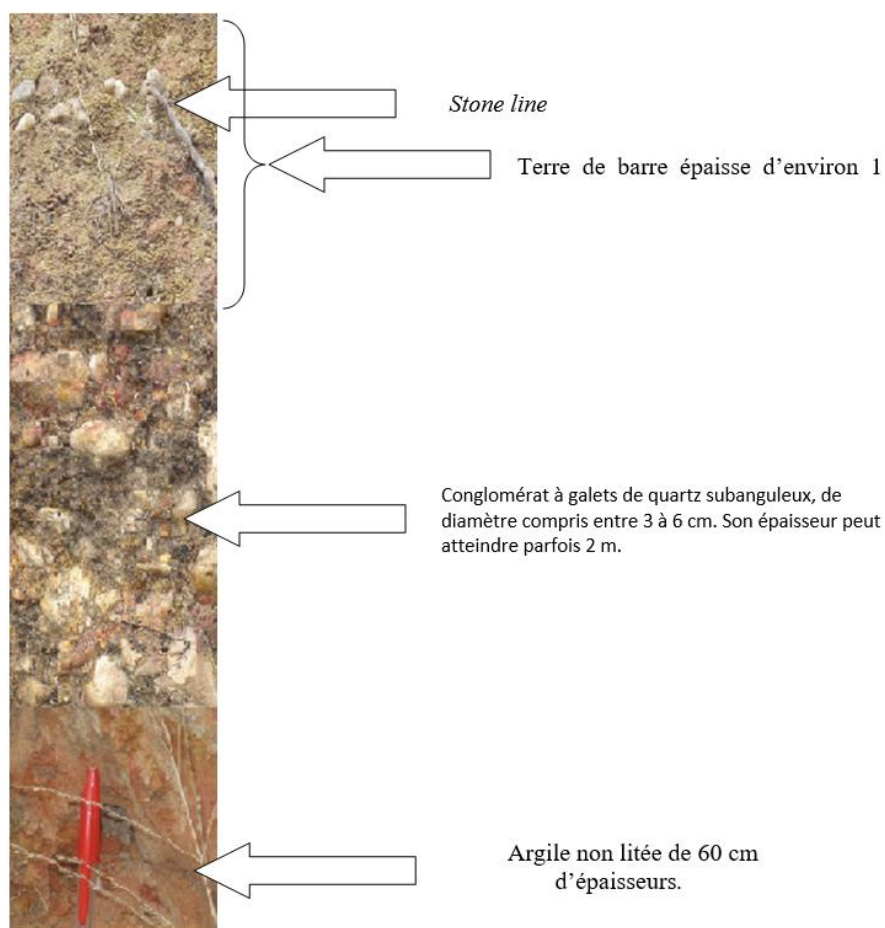 Stone line
Terre de barre épaisse d’environ 1
Conglomérat à galets de quartz subanguleux, de
diamètre compris entre 3 à 6 cm. Son épaisseur peut
atteindre parfois 2 m.
Argile non litée de 60 cm
d’épaisseurs.